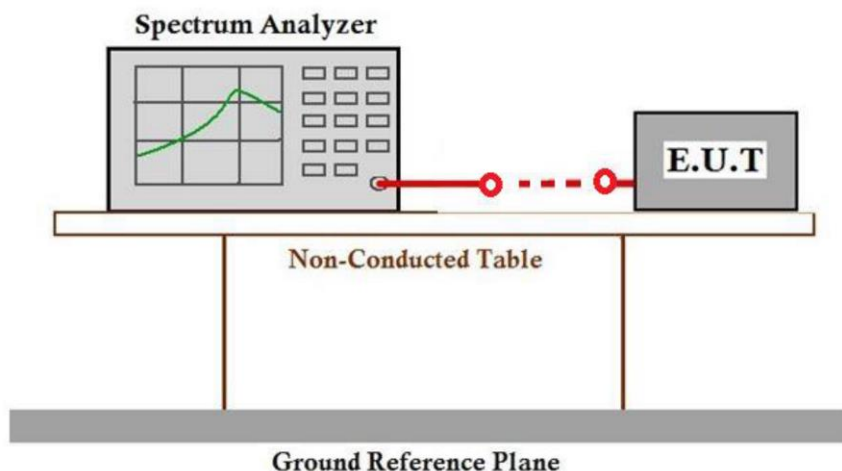 Spectrum Analyzer
E.U.T
Non-Conducted Table
Ground Reference Plane